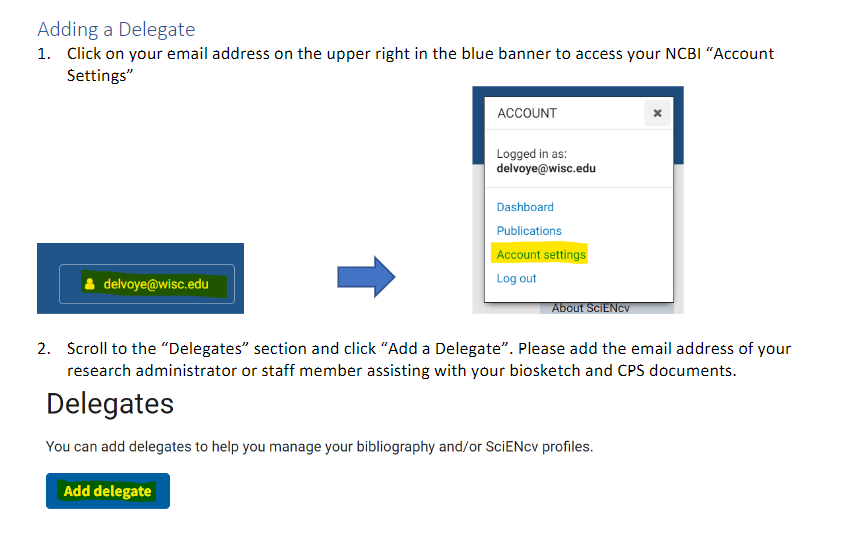 Adding a Delegate
1. Click on your email address on the upper right in the blue banner to access your NCBI “Account
Settings”
ACCOUNT
×
Logged in as:
delvoye@wisc.edu
Dashboard
Publications
Account settings
Log out
About SciENcv
delvoye@wisc.edu
2. Scroll to the “Delegates” section and click “Add a Delegate”. Please add the email address of your
research administrator or staff member assisting with your biosketch and CPS documents.
Delegates
You can add delegates to help you manage your bibliography and/or SciENcv profiles.
Add delegate